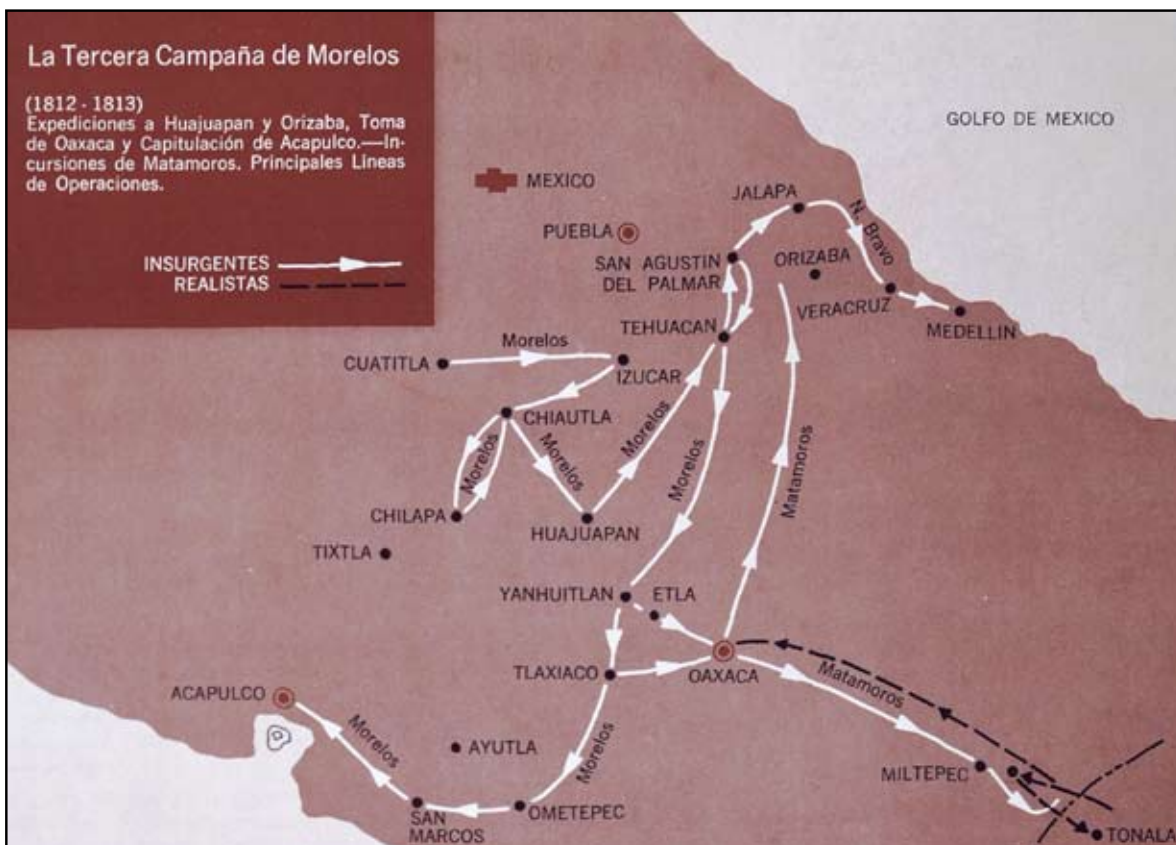 La Tercera Campaña de Morelos
(1812 - 1813)
Expediciones a Huajuapan y Orizaba, Toma
de Oaxaca y Capitulación de Acapulco.—In-
cursiones de Matamoros. Principales Líneas
de Operaciones.
INSURGENTES
REALISTAS
GOLFO DE MEXICO
MEXICO
PUEBLA
JALAPA
N. Bravo
SAN AGUSTIN
DEL PALMAR
ORIZABA
VERACRUZ
MEDELLIN
TEHUACAN
CUATITLA
Morelos
IZUCAR
CHIAUTLA
Morelos
Morelos
Morelos
Morelos
Matamoros
CHILAPA
HUAJUAPAN
TIXTLA
YANHUITLAN
ETLA
TLAXIACO
OAXACA
Matamoros
ACAPULCO
Morelos
AYUTLA
Morelos
MILTEPEC
SAN
MARCOS
OMETEPEC
TONALA